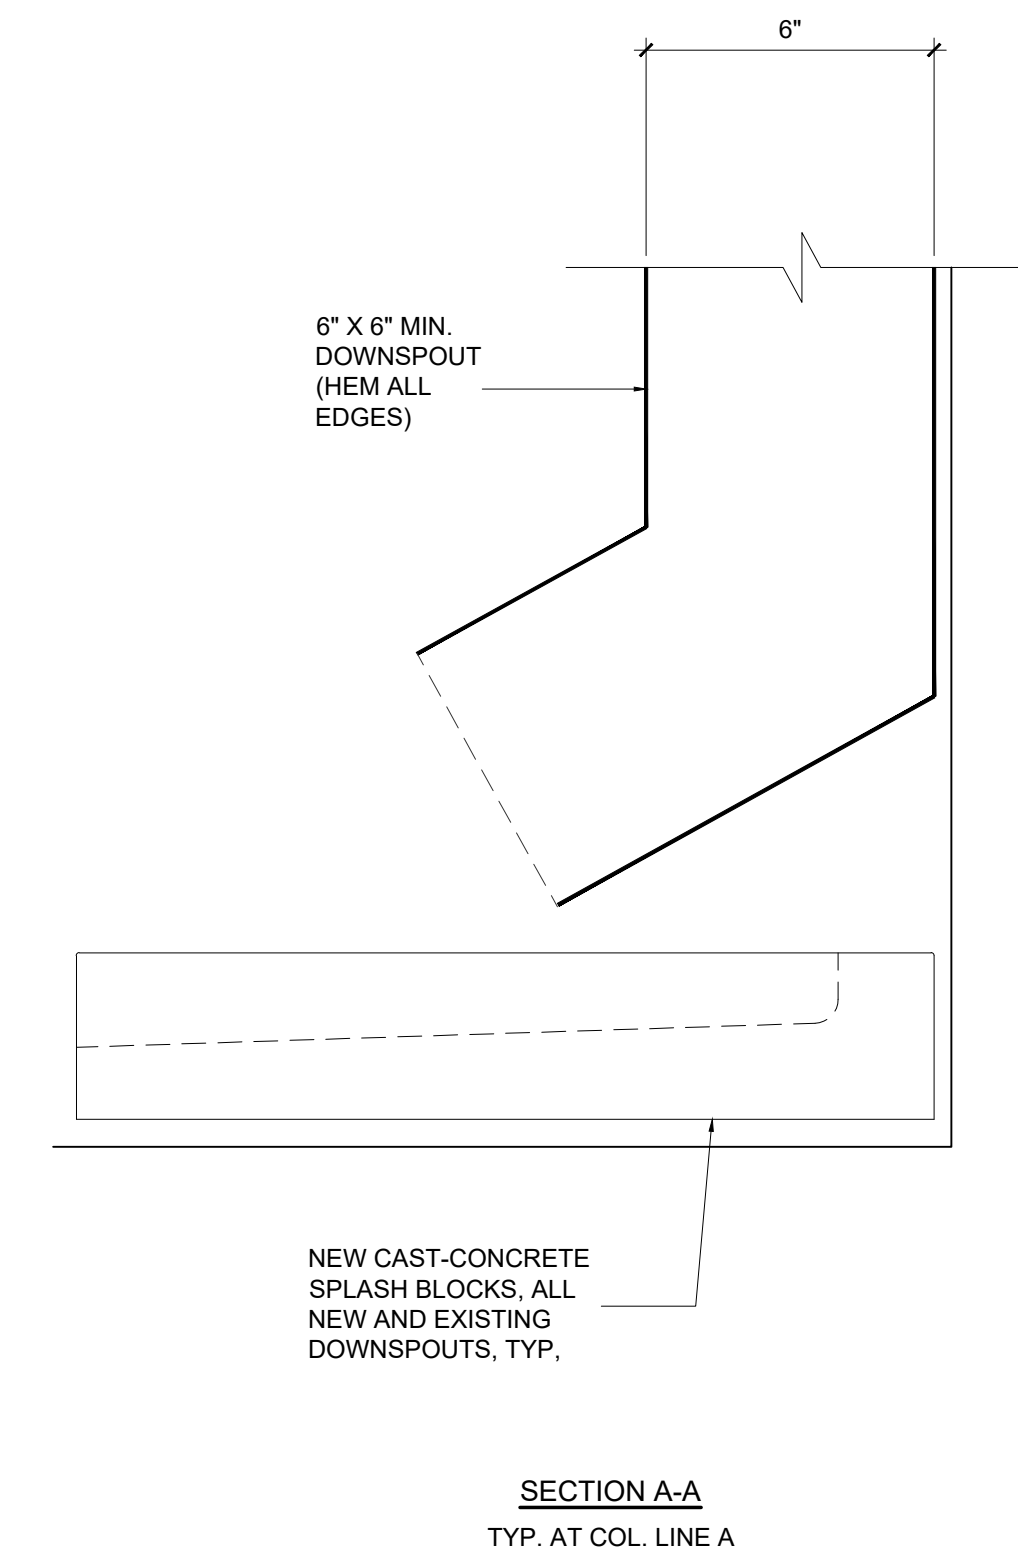 6"
6" X 6" MIN.
DOWNSPOUT
(HEM ALL
EDGES)
NEW CAST-CONCRETE
SPLASH BLOCKS, ALL
NEW AND EXISTING
DOWNSPOUTS, TYP,
SECTION A-A
TYP. AT COL. LINE A